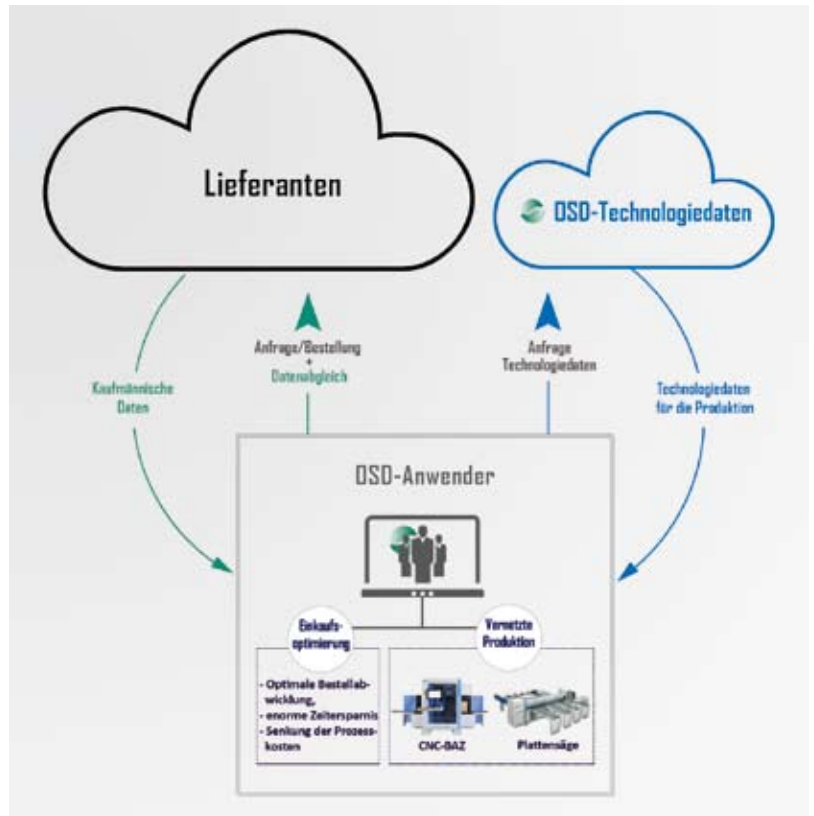 Lieferanten
OSD-Technologiedaten
Anfrage/Bestellung
+
Datenabgleich
Anfrage
Technologiedaten
Kaufmännische
Daten
Technologiedaten
für die Produktion
OSD-Anwender
Einkaufs-
optimierung
Vernetzte
Produktion
- Optimale Bestellab-
wicklung,
- enorme Zeitersparnis
- Senkung der Prozess-
kosten
CNC-BAZ
Plattensäge